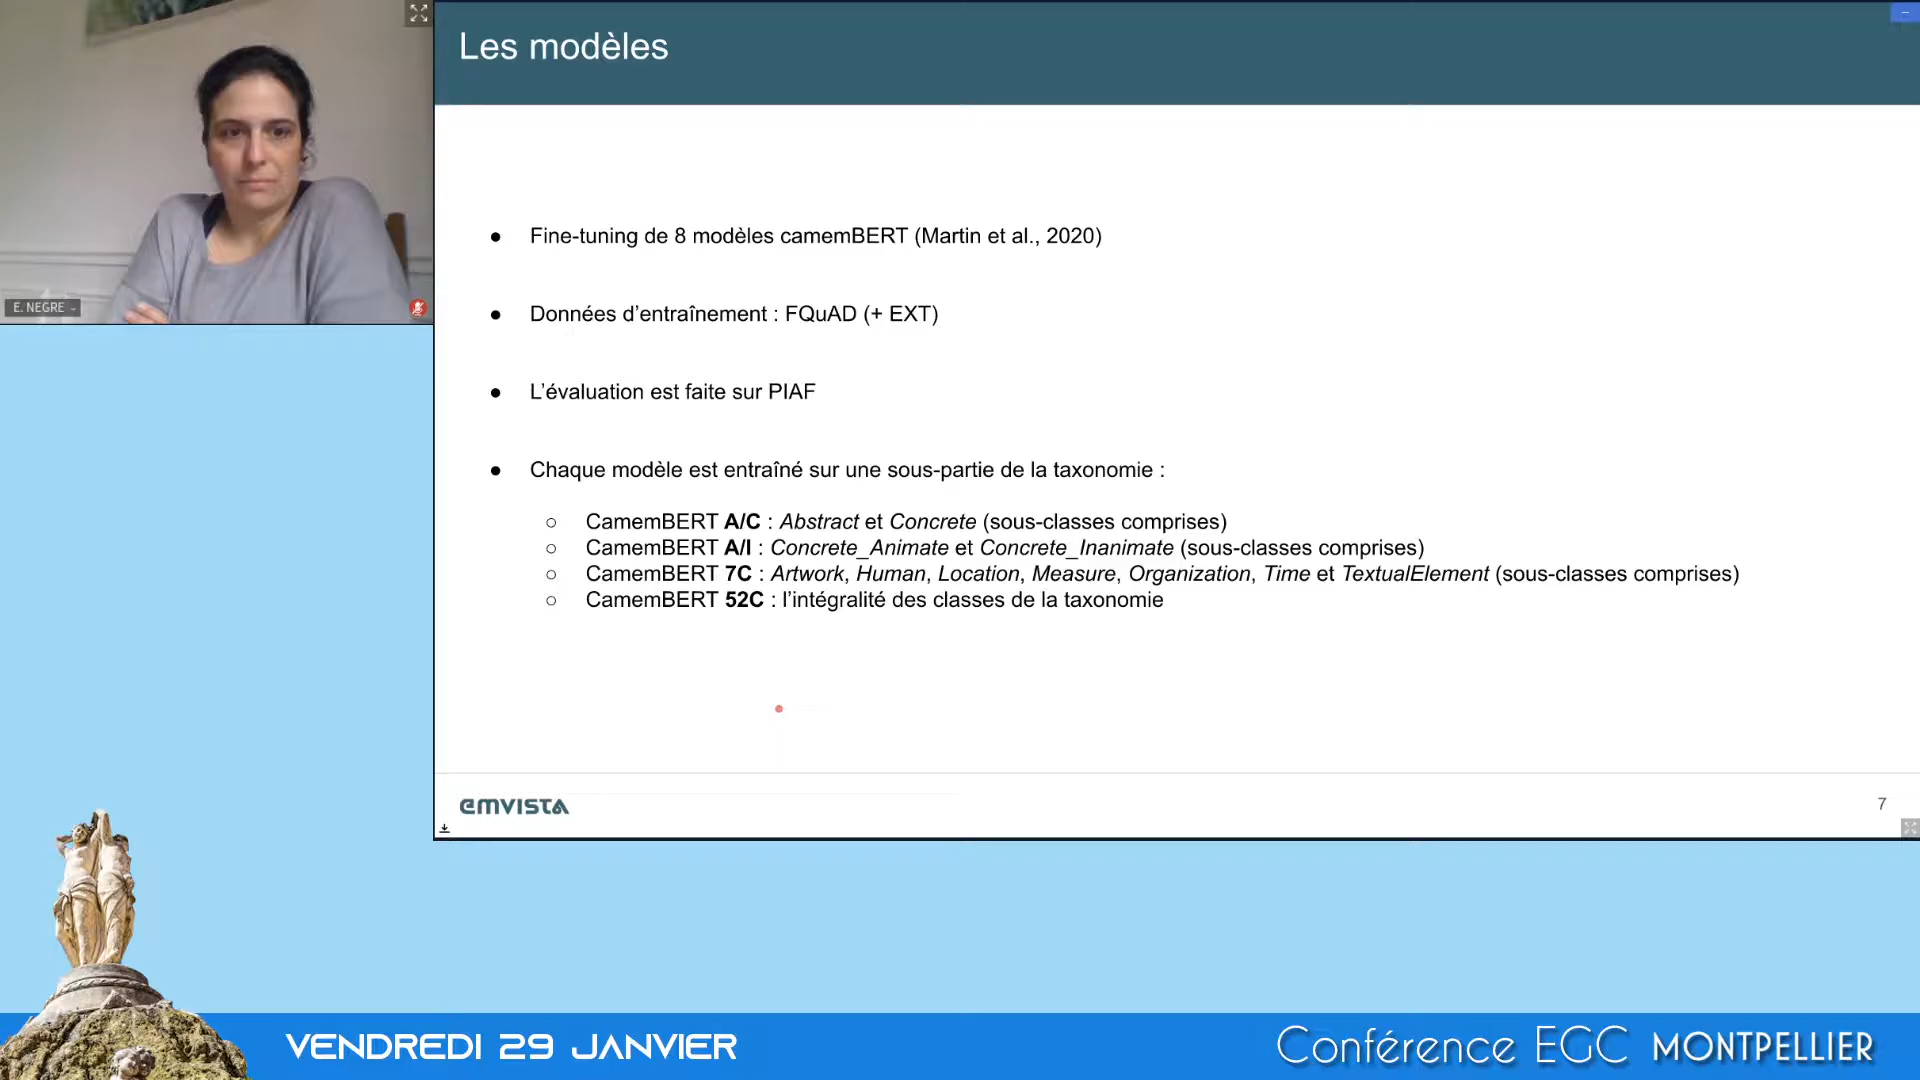 Les modèles
E. NEGRE
● Fine-tuning de 8 modèles camemBERT (Martin et al., 2020)
● Données d’entraînement : FQuAD (+ EXT)
● L’évaluation est faite sur PIAF
● Chaque modèle est entraîné sur une sous-partie de la taxonomie :
○ CamemBERT A/C : Abstract et Concrete (sous-classes comprises)
○ CamemBERT A/I : Concrete_Animate et Concrete_Inanimate (sous-classes comprises)
○ CamemBERT 7C : Artwork, Human, Location, Measure, Organization, Time et TextualElement (sous-classes comprises)
○ CamemBERT 52C : l’intégralité des classes de la taxonomie
emvista
7
VENDREDI 29 JANVIER
Conférence EGC MONTPELLIER